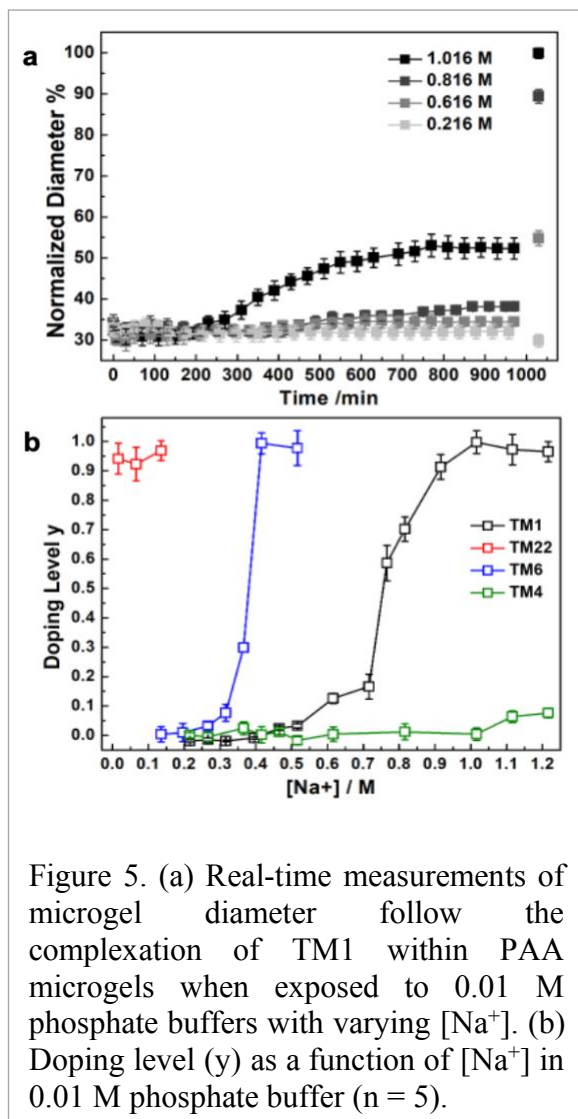 a
100
90
80
70
60
50
40
30
Normalized Diameter %
1.016 M
0.816 M
0.616 M
0.216 M
0 100 200 300 400 500 600 700 800 900 1000
Time /min
b
1.0
0.9
0.8
0.7
0.6
0.5
0.4
0.3
0.2
0.1
0.0
Doping Level y
TM1
TM22
TM6
TM4
0.0 0.1 0.2 0.3 0.4 0.5 0.6 0.7 0.8 0.9 1.0 1.1 1.2
[Na+] / M
Figure 5. (a) Real-time measurements of
microgel diameter follow the
complexation of TM1 within PAA
microgels when exposed to 0.01 M
phosphate buffers with varying [Na⁺]. (b)
Doping level (y) as a function of [Na⁺] in
0.01 M phosphate buffer (n = 5).